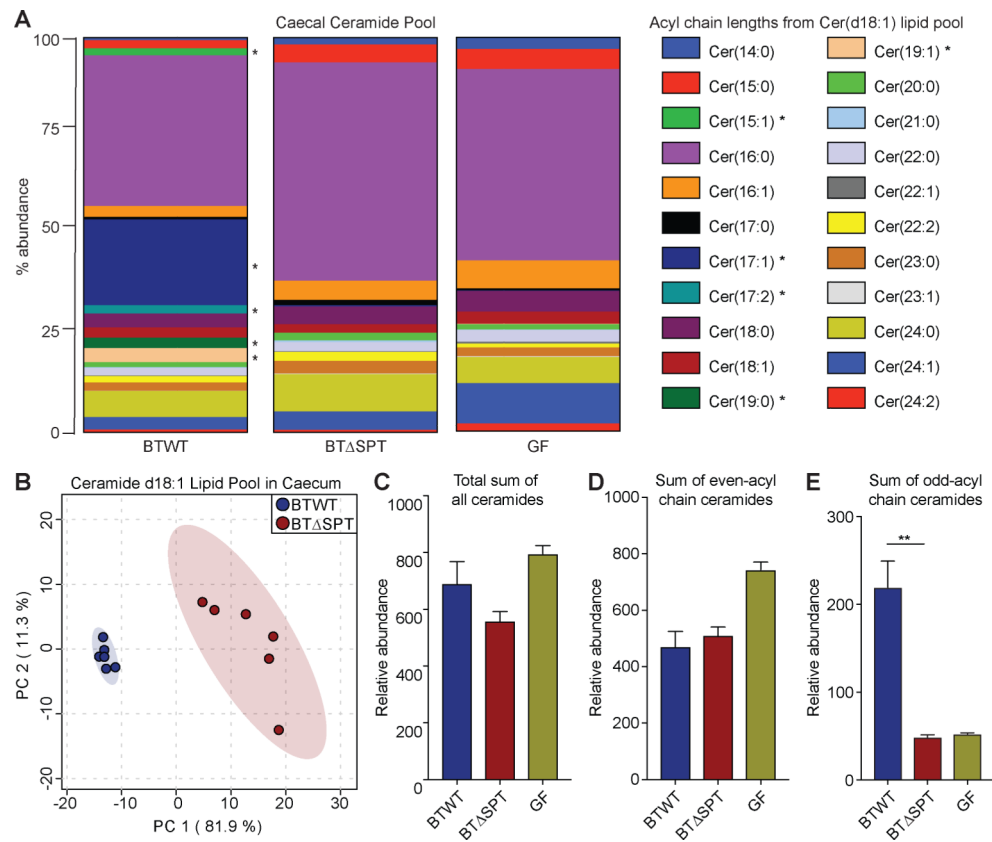 A
Caecal Ceramide Pool
100
75
50
25
0
% abundance
*
*
*
*
*
BTWT
BTΔSPT
GF
Acyl chain lengths from Cer(d18:1) lipid pool
Cer(14:0)
Cer(15:0)
Cer(15:1) *
Cer(16:0)
Cer(16:1)
Cer(17:0)
Cer(17:1) *
Cer(17:2) *
Cer(18:0)
Cer(18:1)
Cer(19:0) *
Cer(19:1) *
Cer(20:0)
Cer(21:0)
Cer(22:0)
Cer(22:1)
Cer(22:2)
Cer(23:0)
Cer(23:1)
Cer(24:0)
Cer(24:1)
Cer(24:2)
B
Ceramide d18:1 Lipid Pool in Caecum
BTWT
BTΔSPT
20
10
0
-10
-20
PC 2 ( 11.3 %)
-20
-10
0
10
20
30
PC 1 ( 81.9 %)
C
Total sum of
all ceramides
800
600
400
200
0
Relative abundance
BTWT
BTΔSPT
GF
D
Sum of even-acyl
chain ceramides
1000
800
600
400
200
0
Relative abundance
BTWT
BTΔSPT
GF
E
Sum of odd-acyl
chain ceramides
300
200
100
0
Relative abundance
**
BTWT
BTΔSPT
GF